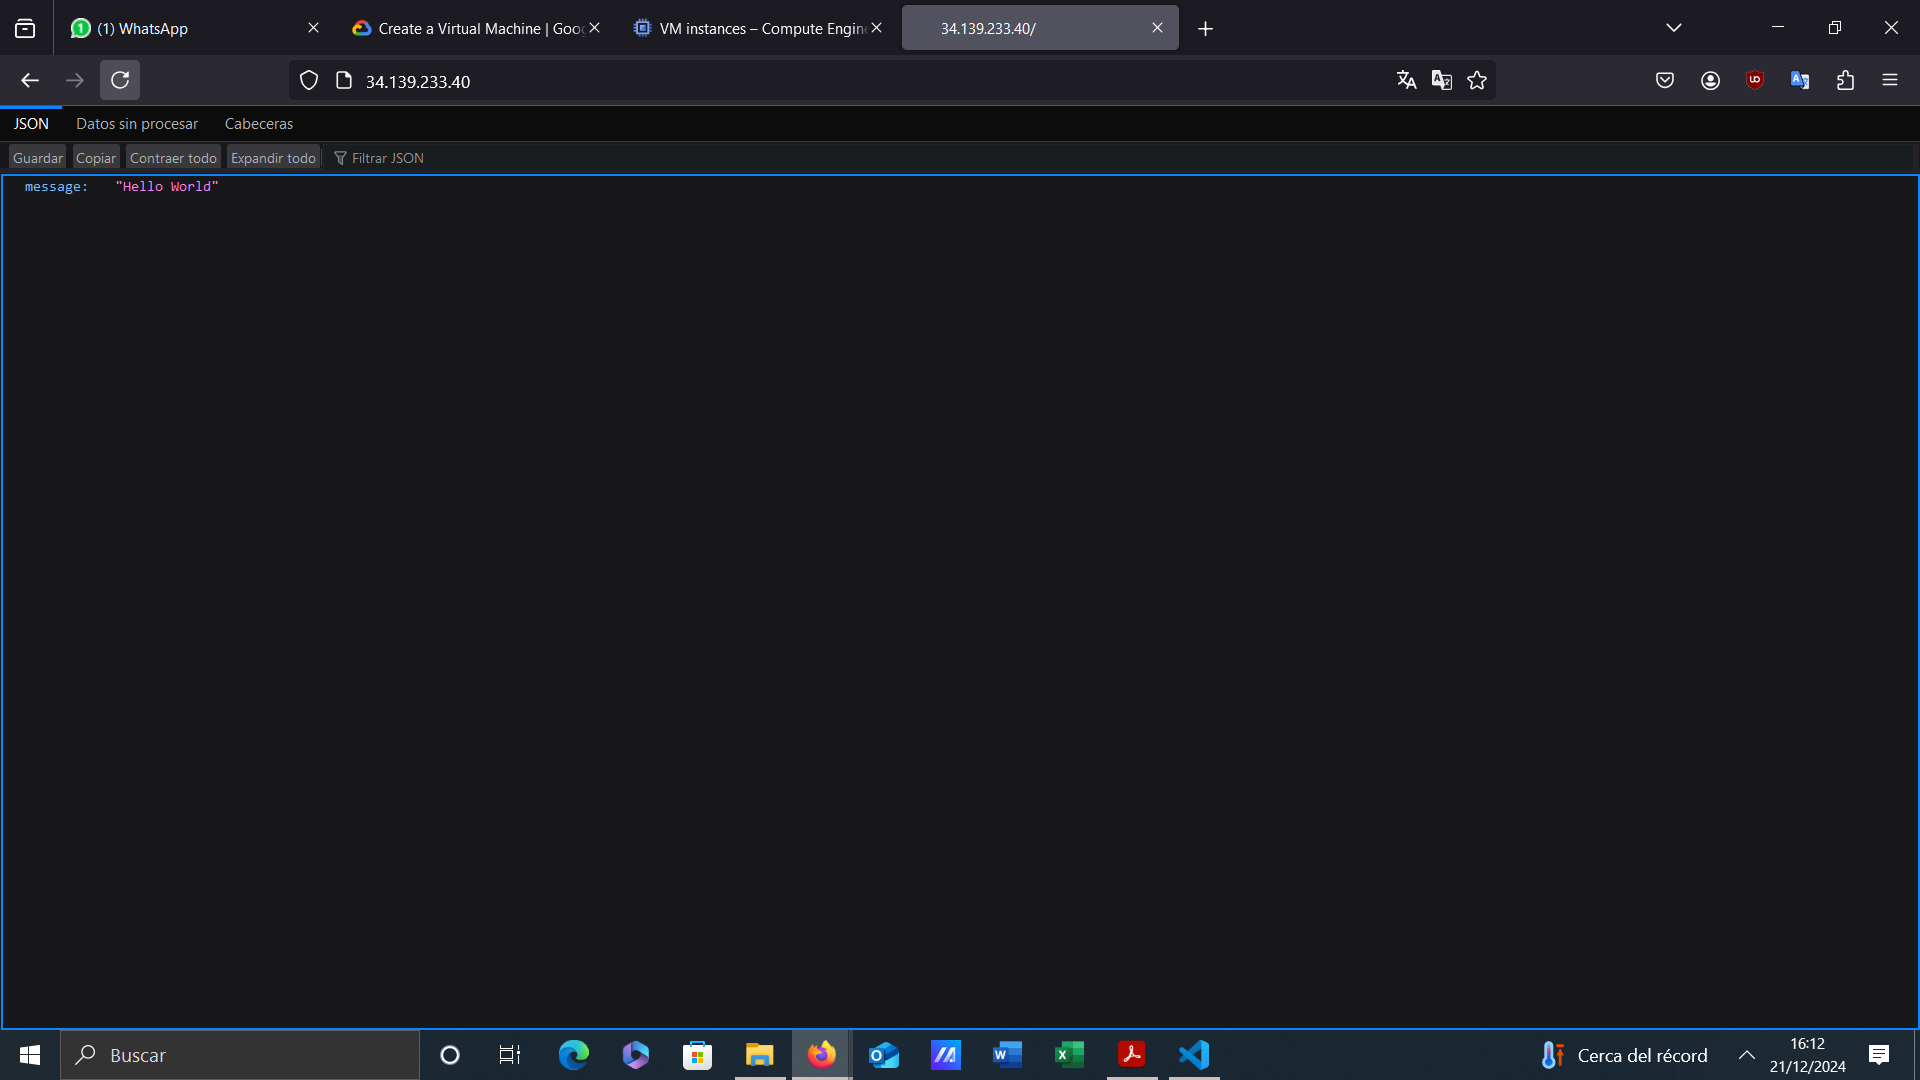 (1) WhatsApp
Create a Virtual Machine | Goog
VM instances – Compute Engine
34.139.233.40/
34.139.233.40
JSON Datos sin procesar Cabeceras
Guardar Copiar Contraer todo Expandir todo Filtrar JSON
message: "Hello World"
Buscar
Cerca del récord
16:12
21/12/2024